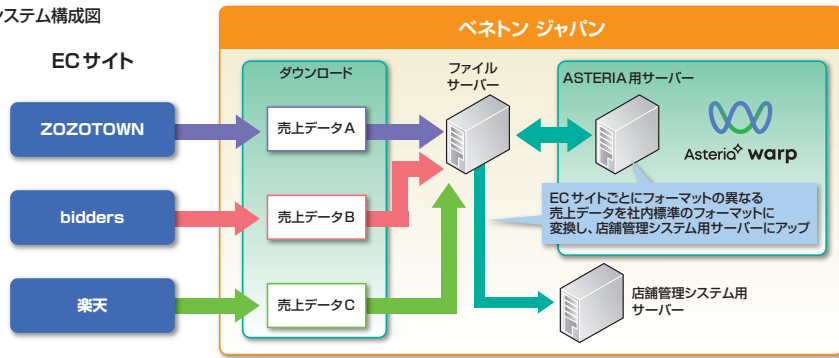 システム構成図
ベネトン ジャパン
ECサイト
ダウンロード
ファイル
サーバー
ASTERIA用サーバー
ZOZOTOWN
売上データA
Asteria warp
bidders
売上データB
ECサイトごとにフォーマットの異なる
売上データを社内標準のフォーマットに
変換し、店舗管理システム用サーバーにアップ
楽天
売上データC
店舗管理システム用
サーバー